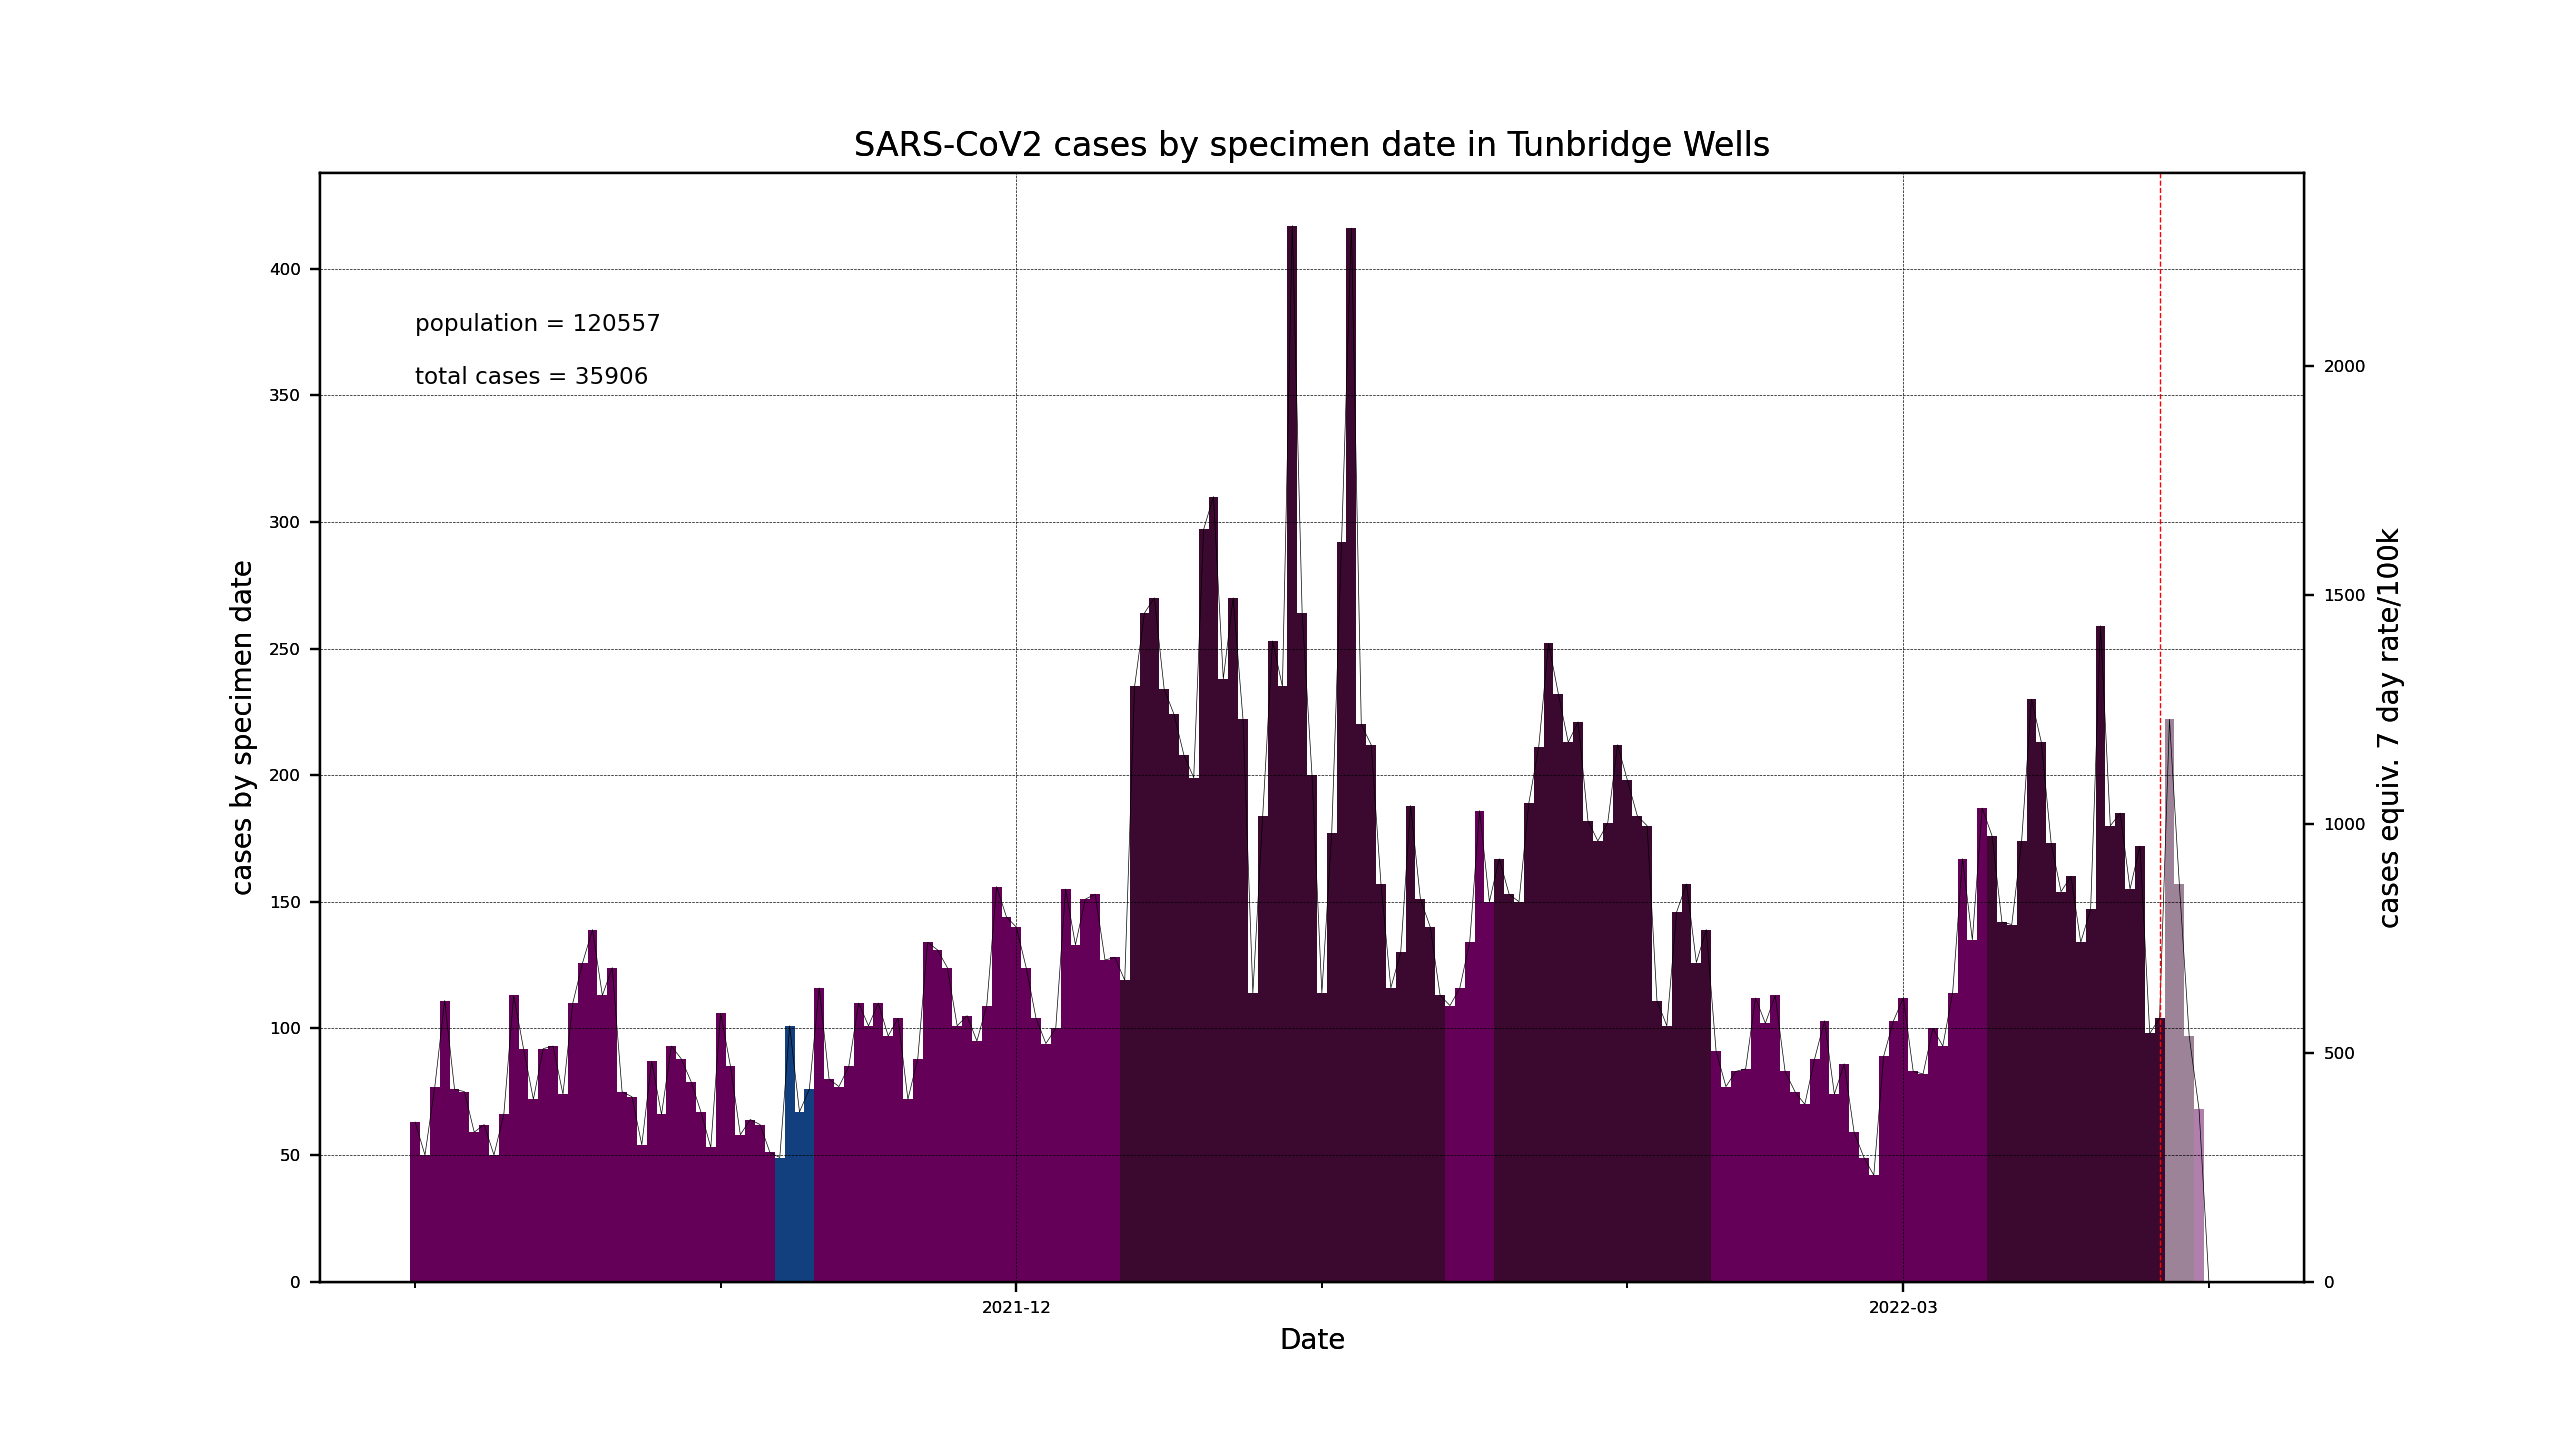 SARS-CoV2 cases by specimen date in Tunbridge Wells
population = 120557
total cases = 35906
cases by specimen date
400
350
300
250
200
150
100
50
0
2000
1500
1000
500
0
cases equiv. 7 day rate/100k
2021-12
2022-03
Date